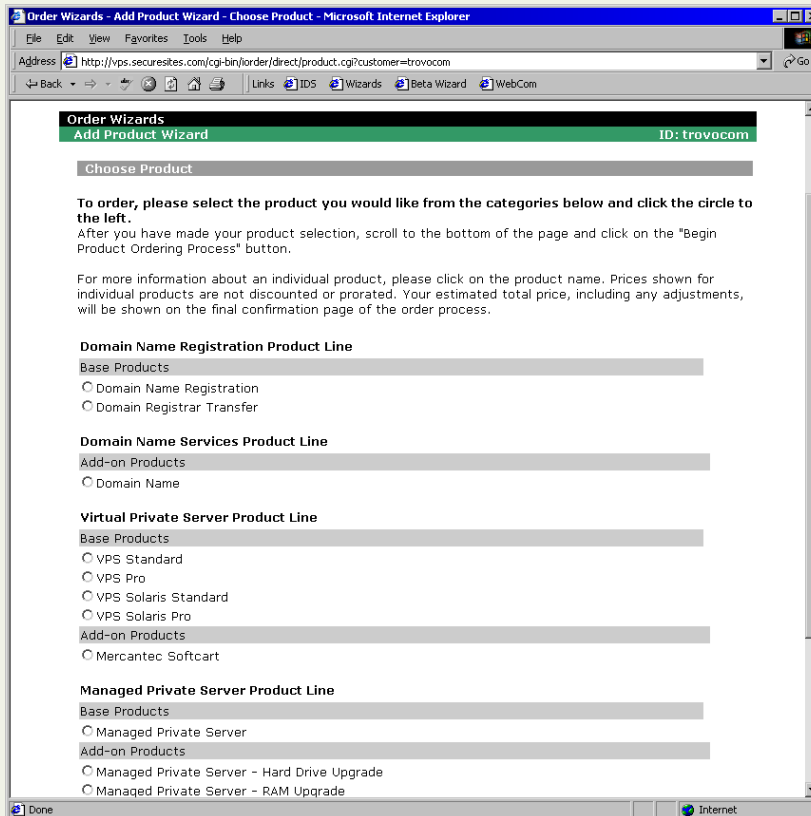 Order Wizards - Add Product Wizard - Choose Product - Microsoft Internet Explorer
File Edit View Favorites Tools Help
Address http://vps.securesites.com/cgi-bin/iorder/direct/product.cgi?customer=trovocom Go
Back Links IDS Wizards Beta Wizard WebCom
Order Wizards
Add Product Wizard ID: trovocom
Choose Product
To order, please select the product you would like from the categories below and click the circle to
the left.
After you have made your product selection, scroll to the bottom of the page and click on the "Begin
Product Ordering Process" button.
For more information about an individual product, please click on the product name. Prices shown for
individual products are not discounted or prorated. Your estimated total price, including any adjustments,
will be shown on the final confirmation page of the order process.
Domain Name Registration Product Line
Base Products
Domain Name Registration
Domain Registrar Transfer
Domain Name Services Product Line
Add-on Products
Domain Name
Virtual Private Server Product Line
Base Products
VPS Standard
VPS Pro
VPS Solaris Standard
VPS Solaris Pro
Add-on Products
Mercantec Softcart
Managed Private Server Product Line
Base Products
Managed Private Server
Add-on Products
Managed Private Server - Hard Drive Upgrade
Managed Private Server - RAM Upgrade
Done Internet